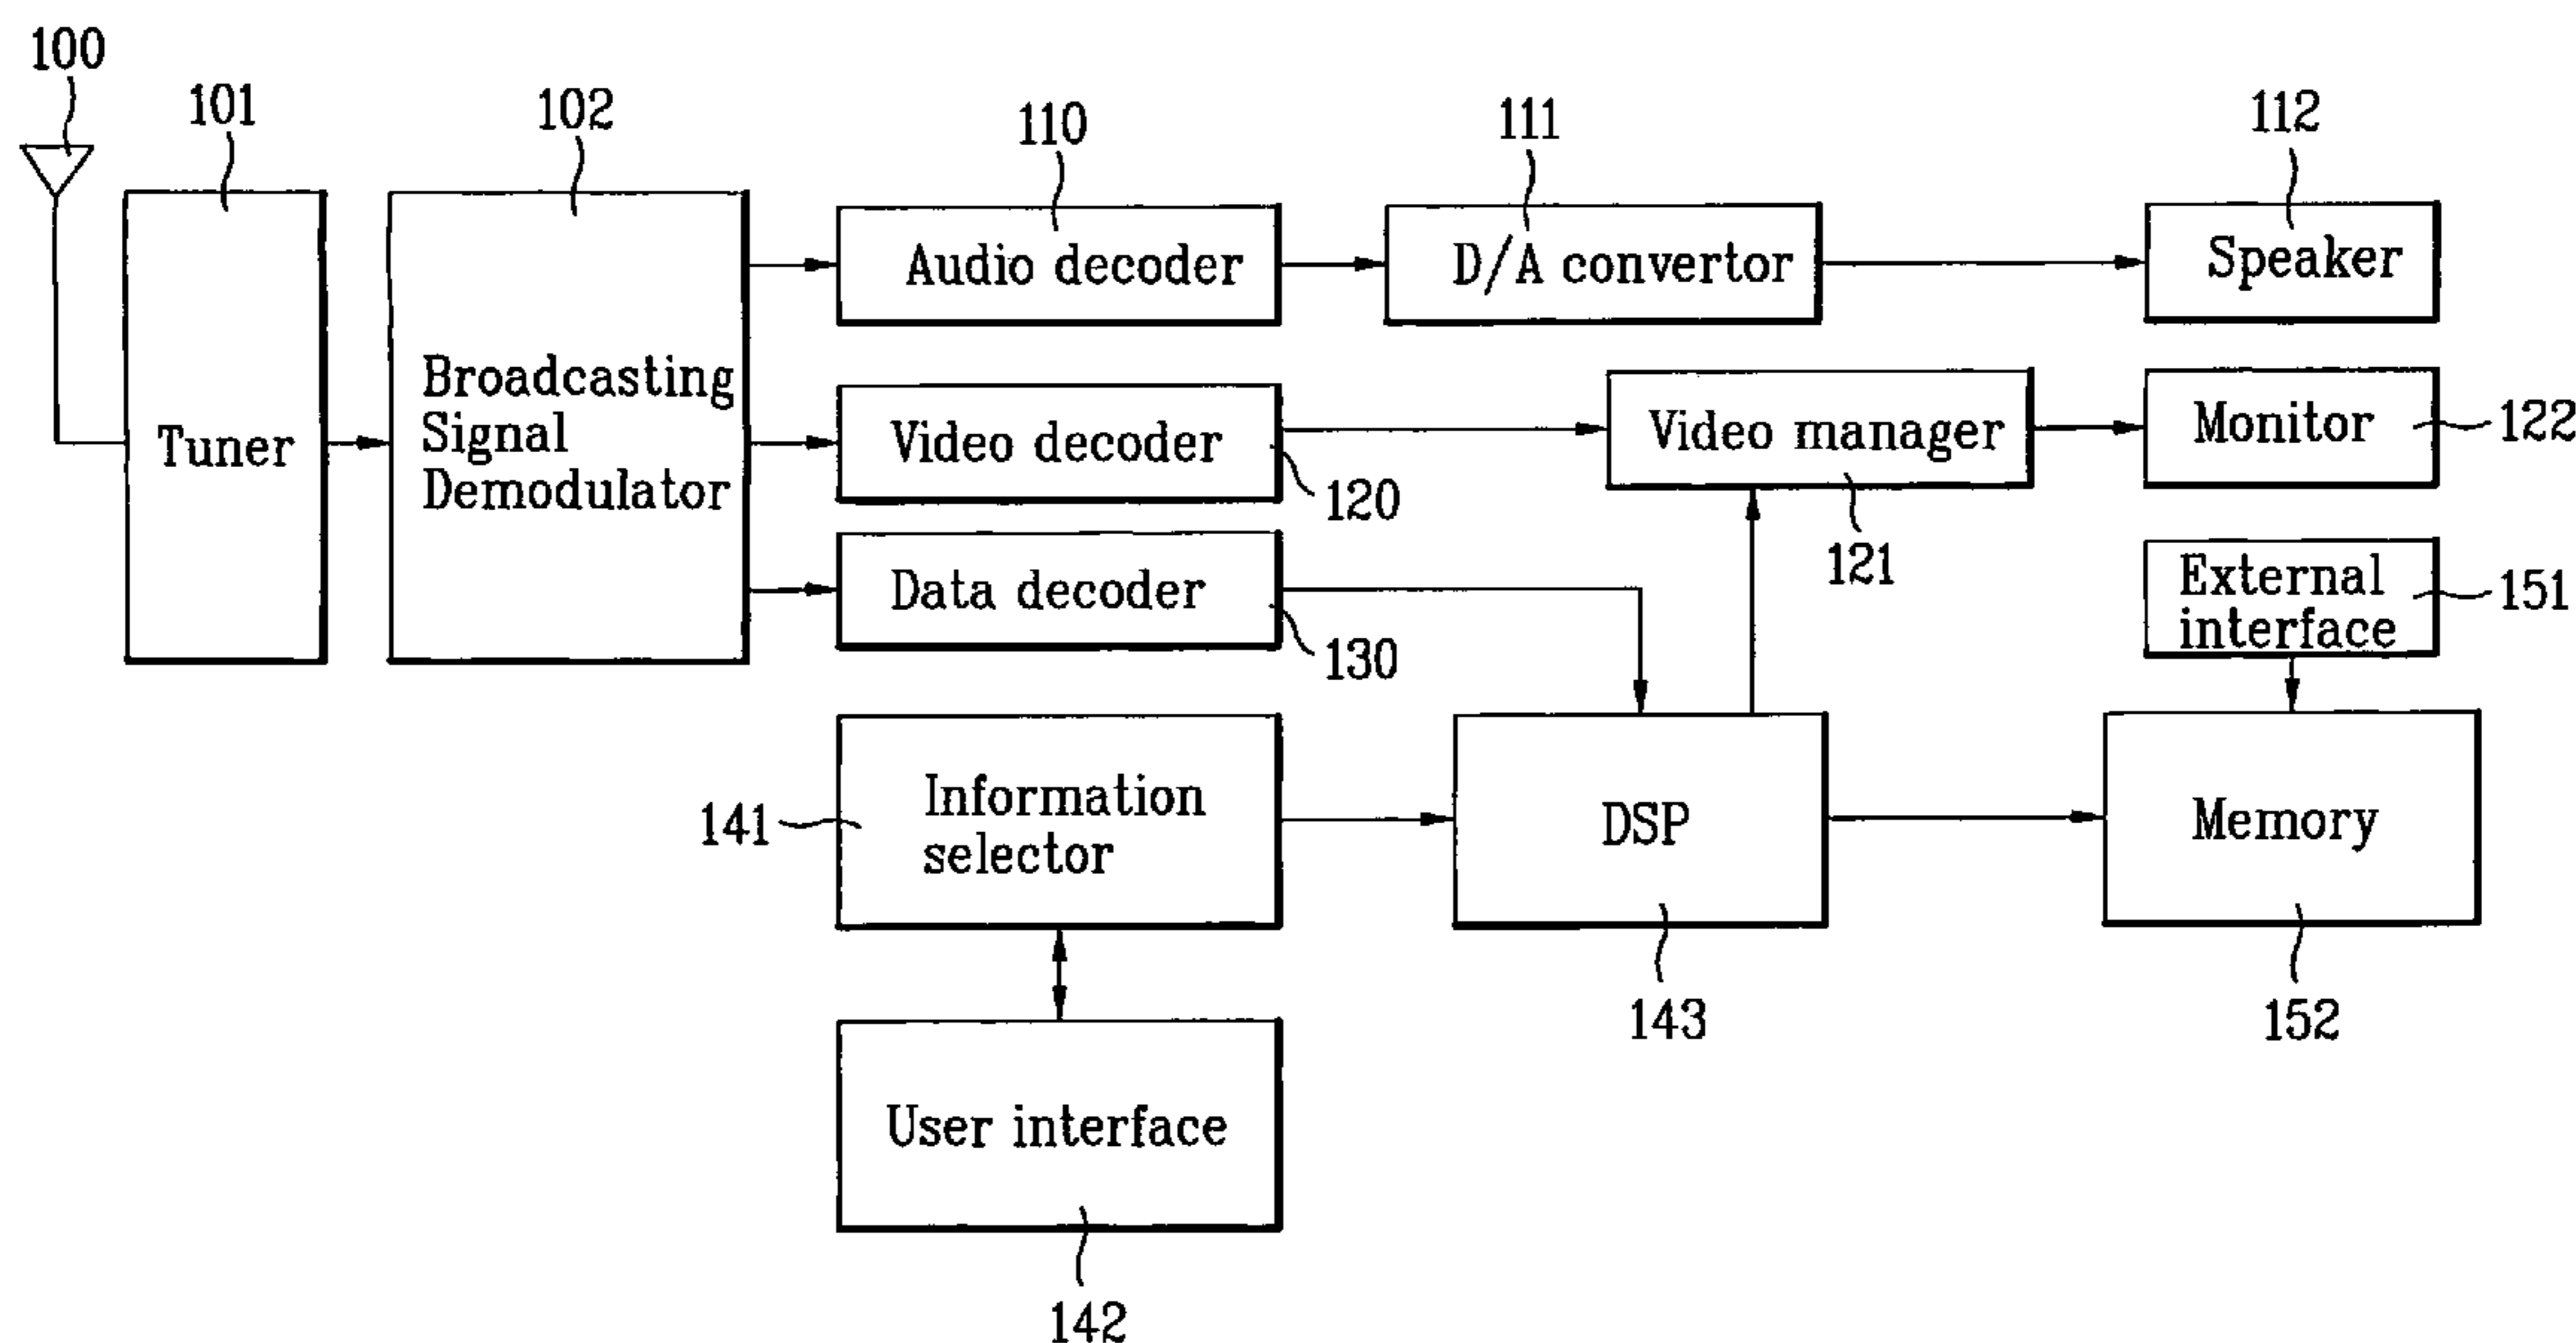 100
101
102
110
111
112
Audio decoder
D/A convertor
Speaker
Broadcasting
Signal
Demodulator
Tuner
Video decoder
120
Video manager
121
Monitor
122
Data decoder
130
External
interface
151
141
Information
selector
DSP
143
Memory
152
User interface
142